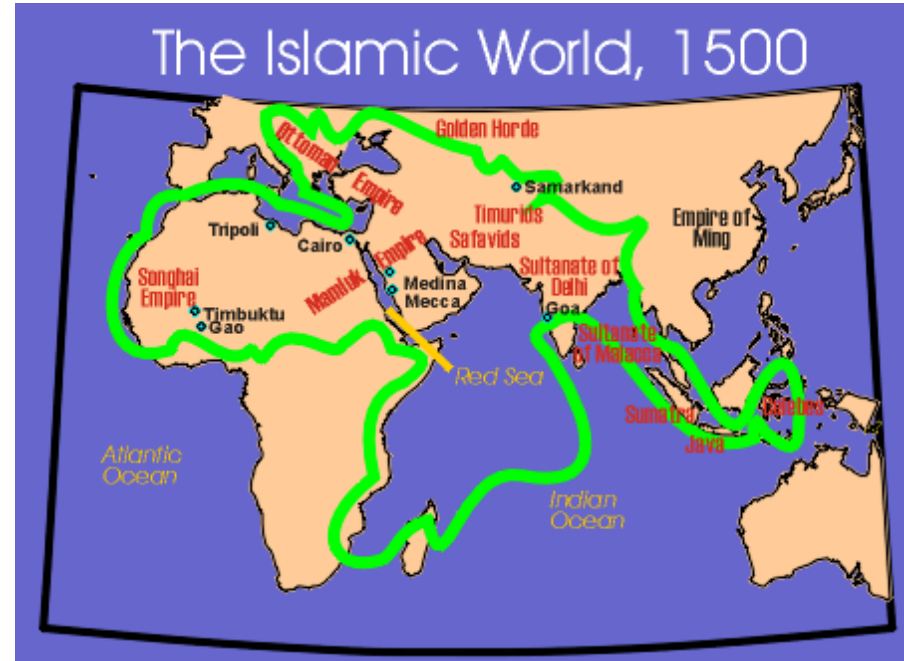 The Islamic World, 1500
Golden Horde
Ottoman
Empire
Samarkand
Timurids
Safavids
Empire of
Ming
Tripoli
Cairo
Mamluk
Empire
Medina
Mecca
Sultanate of
Delhi
Goa
Songhai
Empire
Timbuktu
Gao
Sultanate
of Malacca
Red Sea
Sumatra
Java
Celebes
Atlantic
Ocean
Indian
Ocean